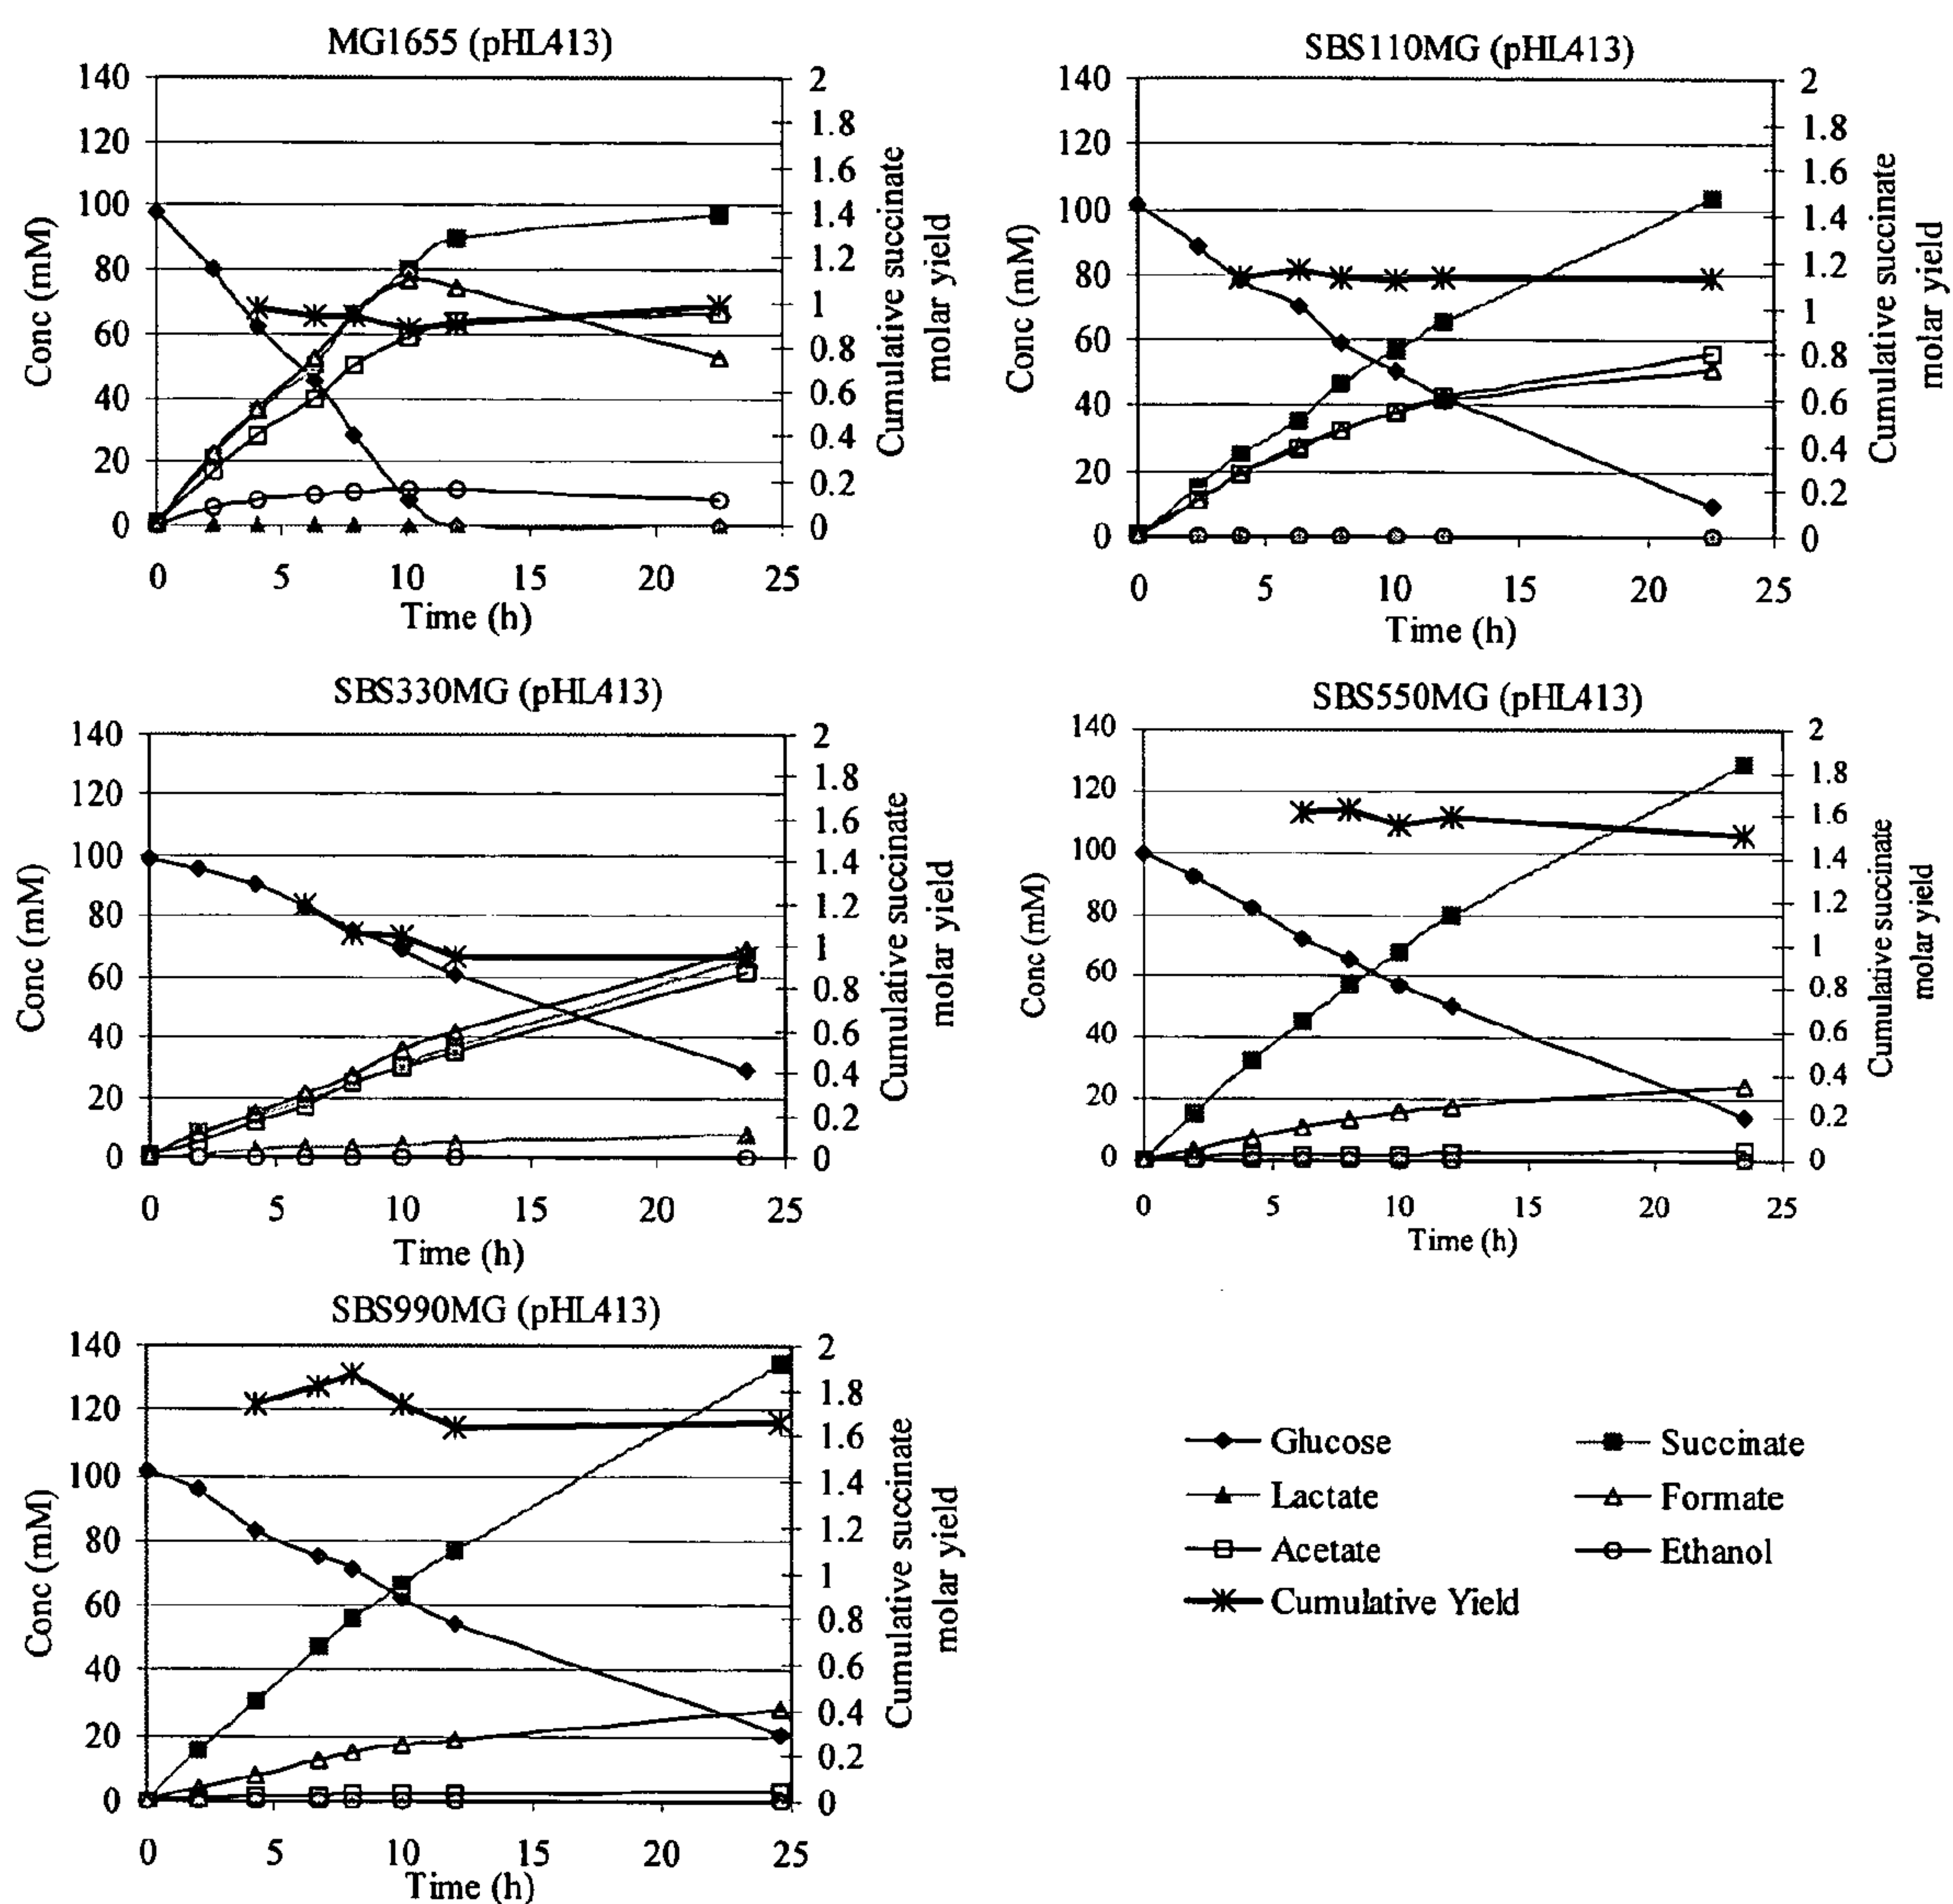 MG1655 (pHL413)
140
120
100
80
60
40
20
0
Conc (mM)
2
1.8
1.6
1.4
1.2
1
0.8
0.6
0.4
0.2
0
Cumulative succinate
molar yield
0 5 10 15 20 25
Time (h)
SBS110MG (pHL413)
140
120
100
80
60
40
20
0
Conc (mM)
2
1.8
1.6
1.4
1.2
1
0.8
0.6
0.4
0.2
0
Cumulative succinate
molar yield
0 5 10 15 20 25
Time (h)
SBS330MG (pHL413)
140
120
100
80
60
40
20
0
Conc (mM)
2
1.8
1.6
1.4
1.2
1
0.8
0.6
0.4
0.2
0
Cumulative succinate
molar yield
0 5 10 15 20 25
Time (h)
SBS550MG (pHL413)
140
120
100
80
60
40
20
0
Conc (mM)
2
1.8
1.6
1.4
1.2
1
0.8
0.6
0.4
0.2
0
Cumulative succinate
molar yield
0 5 10 15 20 25
Time (h)
SBS990MG (pHL413)
140
120
100
80
60
40
20
0
Conc (mM)
2
1.8
1.6
1.4
1.2
1
0.8
0.6
0.4
0.2
0
Cumulative succinate
molar yield
0 5 10 15 20 25
Time (h)
Glucose Succinate
Lactate Formate
Acetate Ethanol
Cumulative Yield